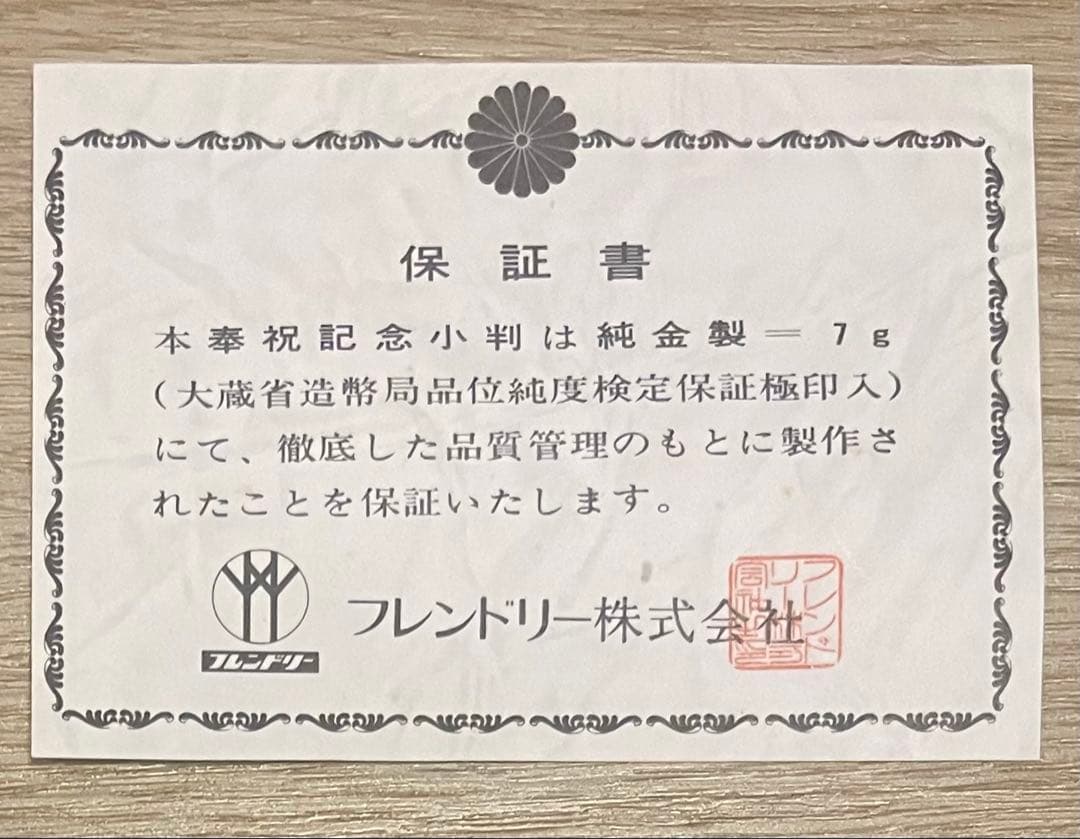 保証書
本奉祝記念小判は純金製＝7g
(大蔵省造幣局品位純度検定保証極印入)
にて、徹底した品質管理のもとに製作さ
れたことを保証いたします。
フレンドリー株式会社
フレンドリー